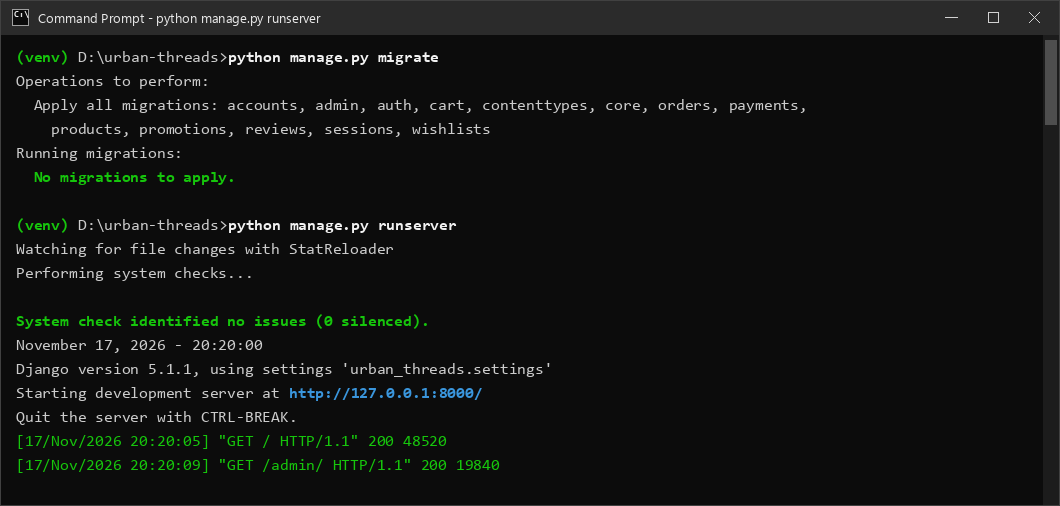 Command Prompt - python manage.py runserver
(venv) D:\urban-threads>python manage.py migrate
Operations to perform:
  Apply all migrations: accounts, admin, auth, cart, contenttypes, core, orders, payments,
    products, promotions, reviews, sessions, wishlists
Running migrations:
  No migrations to apply.

(venv) D:\urban-threads>python manage.py runserver
Watching for file changes with StatReloader
Performing system checks...

System check identified no issues (0 silenced).
November 17, 2026 - 20:20:00
Django version 5.1.1, using settings 'urban_threads.settings'
Starting development server at http://127.0.0.1:8000/
Quit the server with CTRL-BREAK.
[17/Nov/2026 20:20:05] "GET / HTTP/1.1" 200 48520
[17/Nov/2026 20:20:09] "GET /admin/ HTTP/1.1" 200 19840